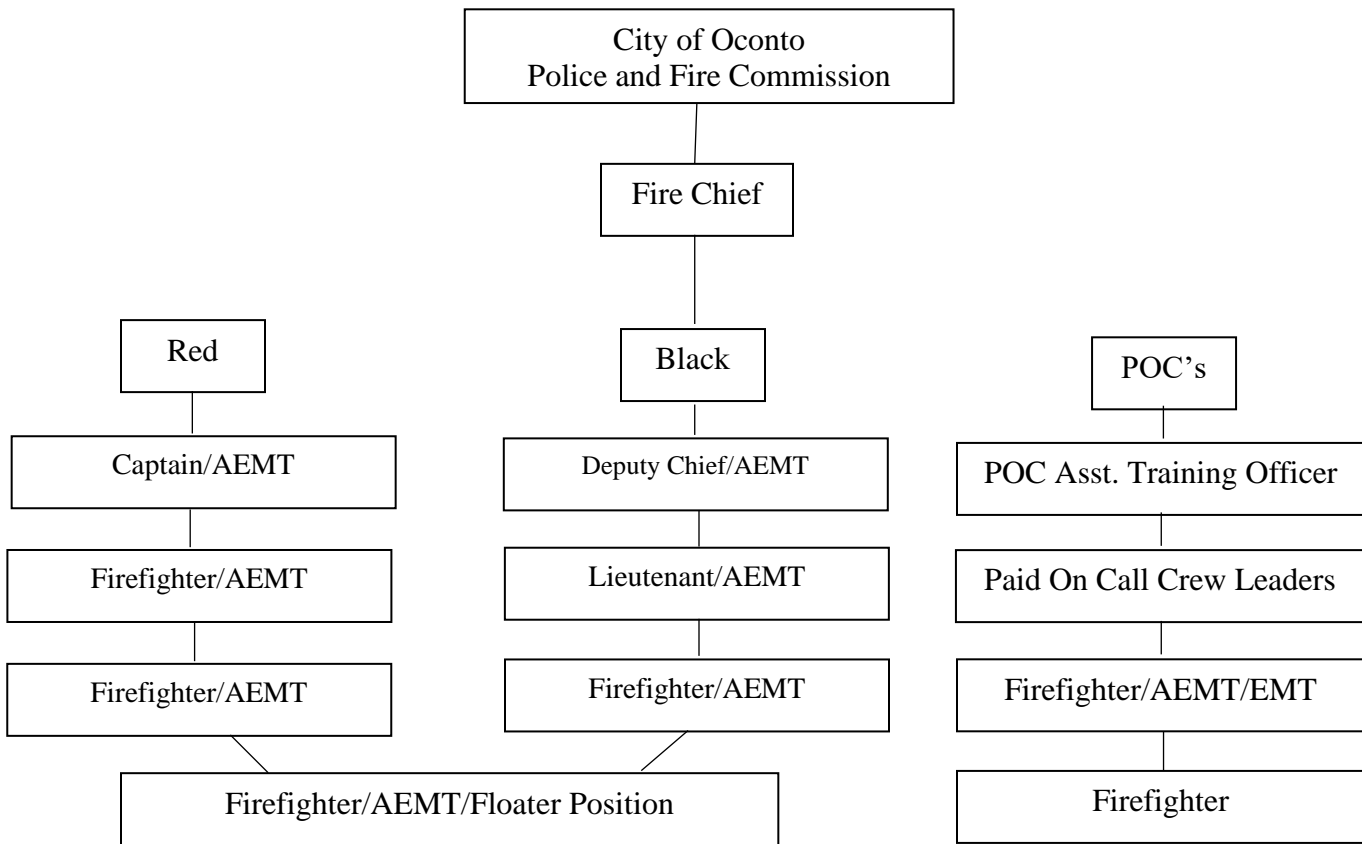 City of Oconto
Police and Fire Commission
Fire Chief
Red
Black
POC’s
Captain/AEMT
Deputy Chief/AEMT
POC Asst. Training Officer
Firefighter/AEMT
Lieutenant/AEMT
Paid On Call Crew Leaders
Firefighter/AEMT
Firefighter/AEMT
Firefighter/AEMT/EMT
Firefighter/AEMT/Floater Position
Firefighter